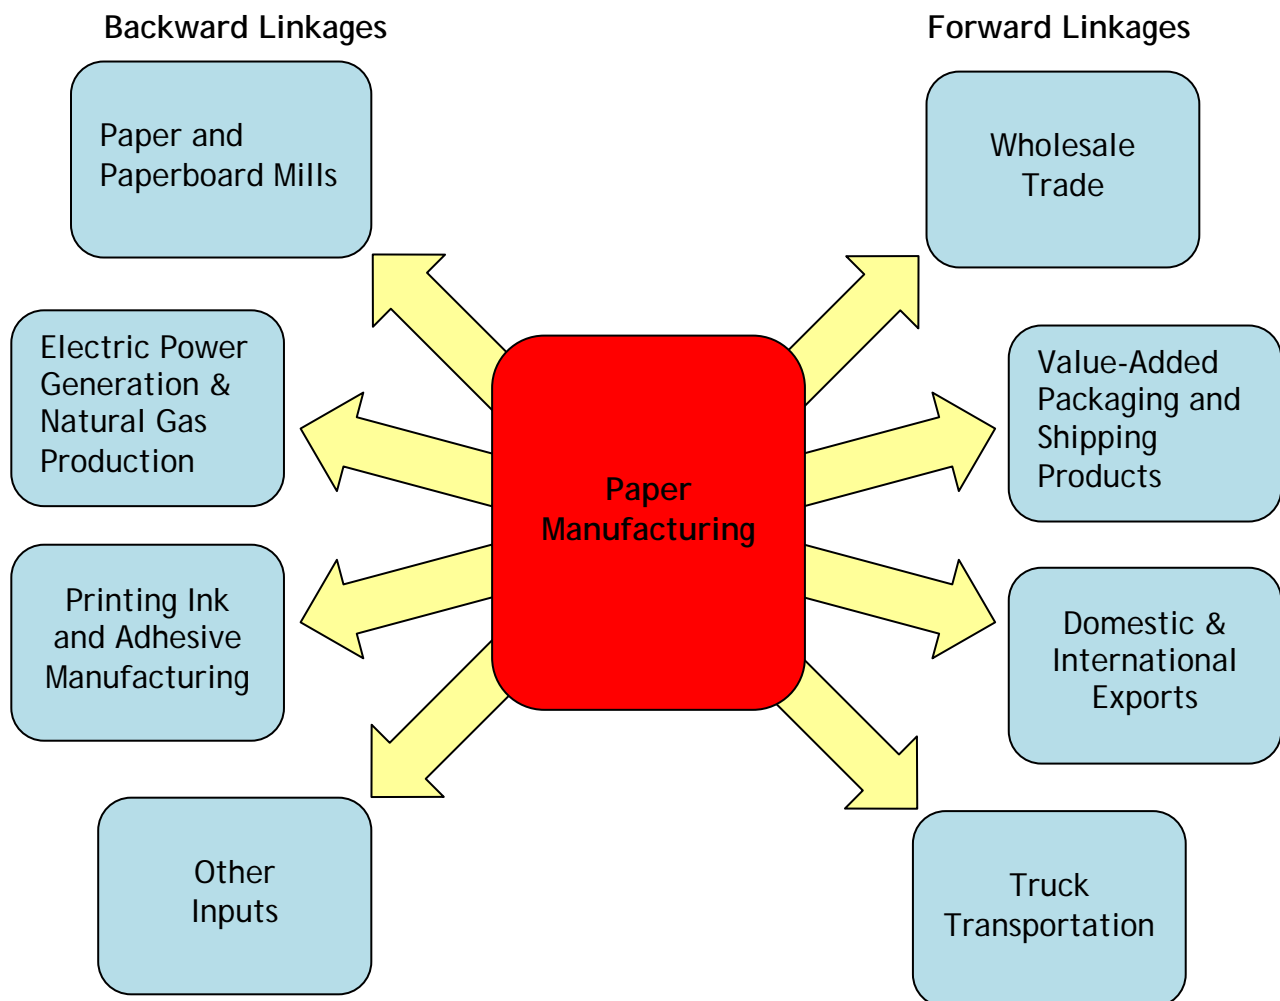 Backward Linkages
Forward Linkages
Paper and
Paperboard Mills
Wholesale
Trade
Electric Power
Generation &
Natural Gas
Production
Value-Added
Packaging and
Shipping
Products
Paper
Manufacturing
Printing Ink
and Adhesive
Manufacturing
Domestic &
International
Exports
Other
Inputs
Truck
Transportation